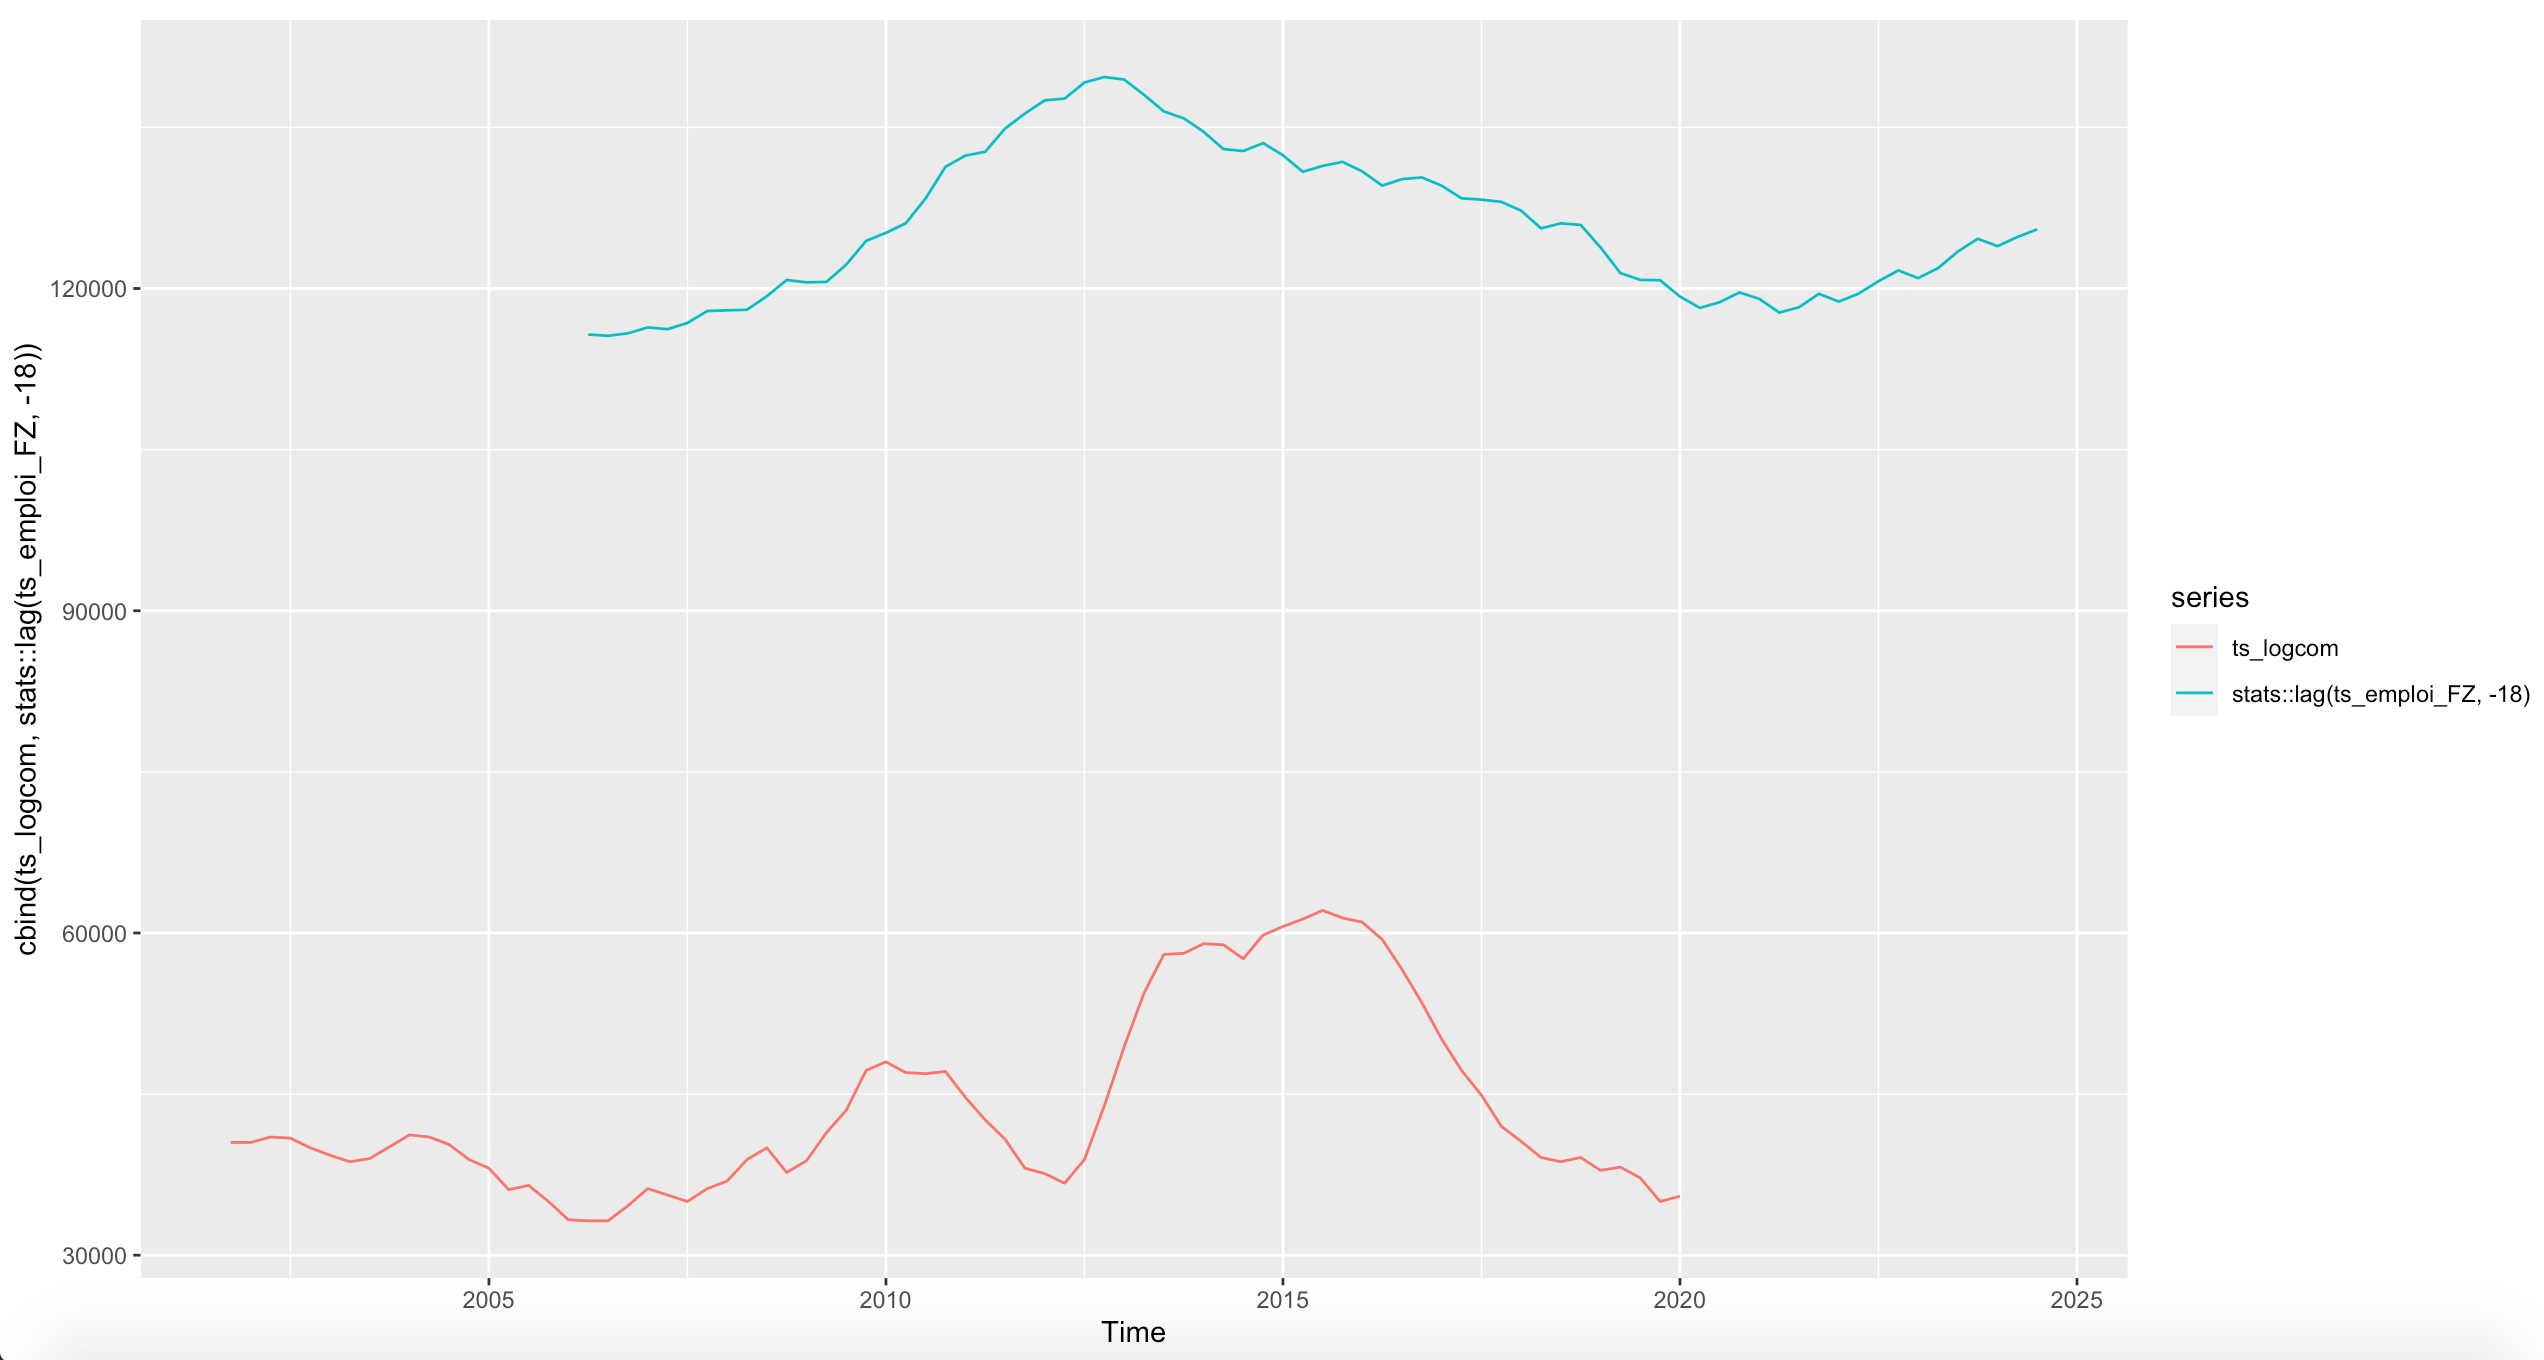 cbind(ts_logcom, stats::lag(ts_emploi_FZ, -18))
120000
90000
60000
30000
2005
2010
2015
2020
2025
Time
series
ts_logcom
stats::lag(ts_emploi_FZ, -18)